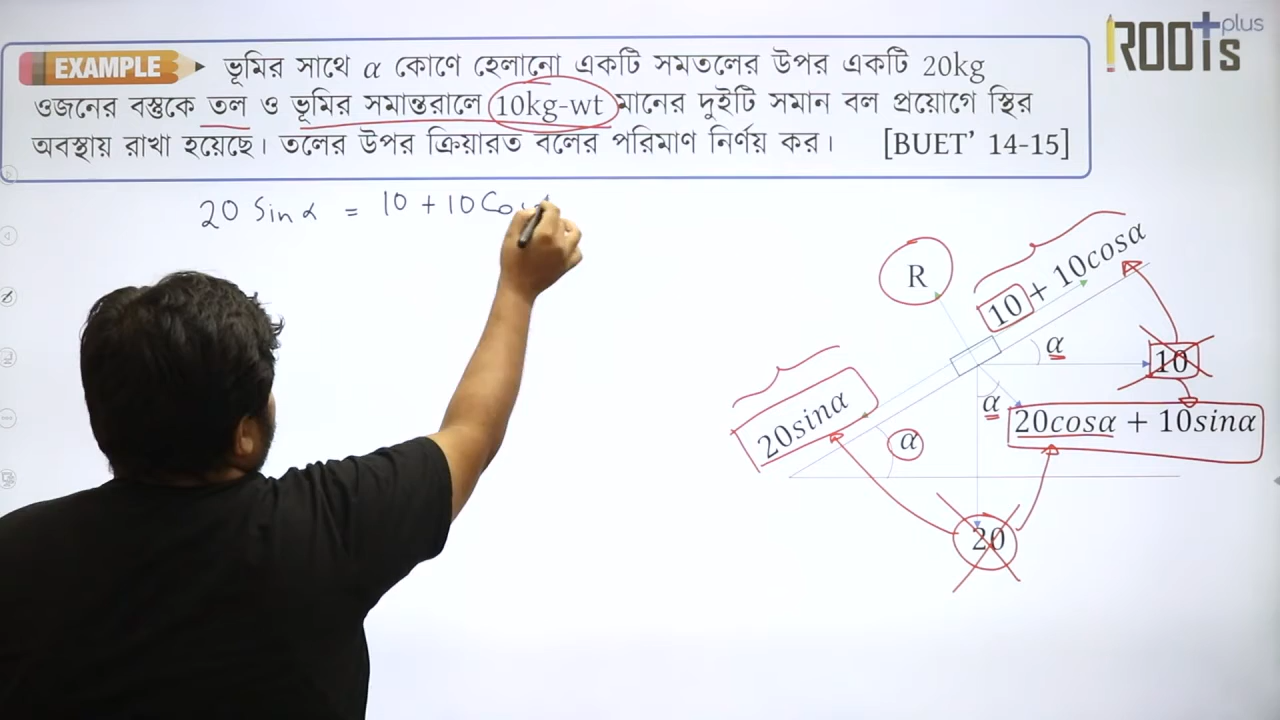 ROOTs plus
EXAMPLE ভূমির সাথে α কোণে হেলানো একটি সমতলের উপর একটি 20kg
ওজনের বস্তুকে তল ও ভূমির সমান্তরালে 10kg-wt মানের দুইটি সমান বল প্রয়োগে স্থির
অবস্থায় রাখা হয়েছে। তলের উপর ক্রিয়ারত বলের পরিমাণ নির্ণয় কর। [BUET’ 14-15]
20 Sin α = 10 + 10
R
10 + 10cosα
α
10
20sinα
α
α
20cosα + 10sinα
20